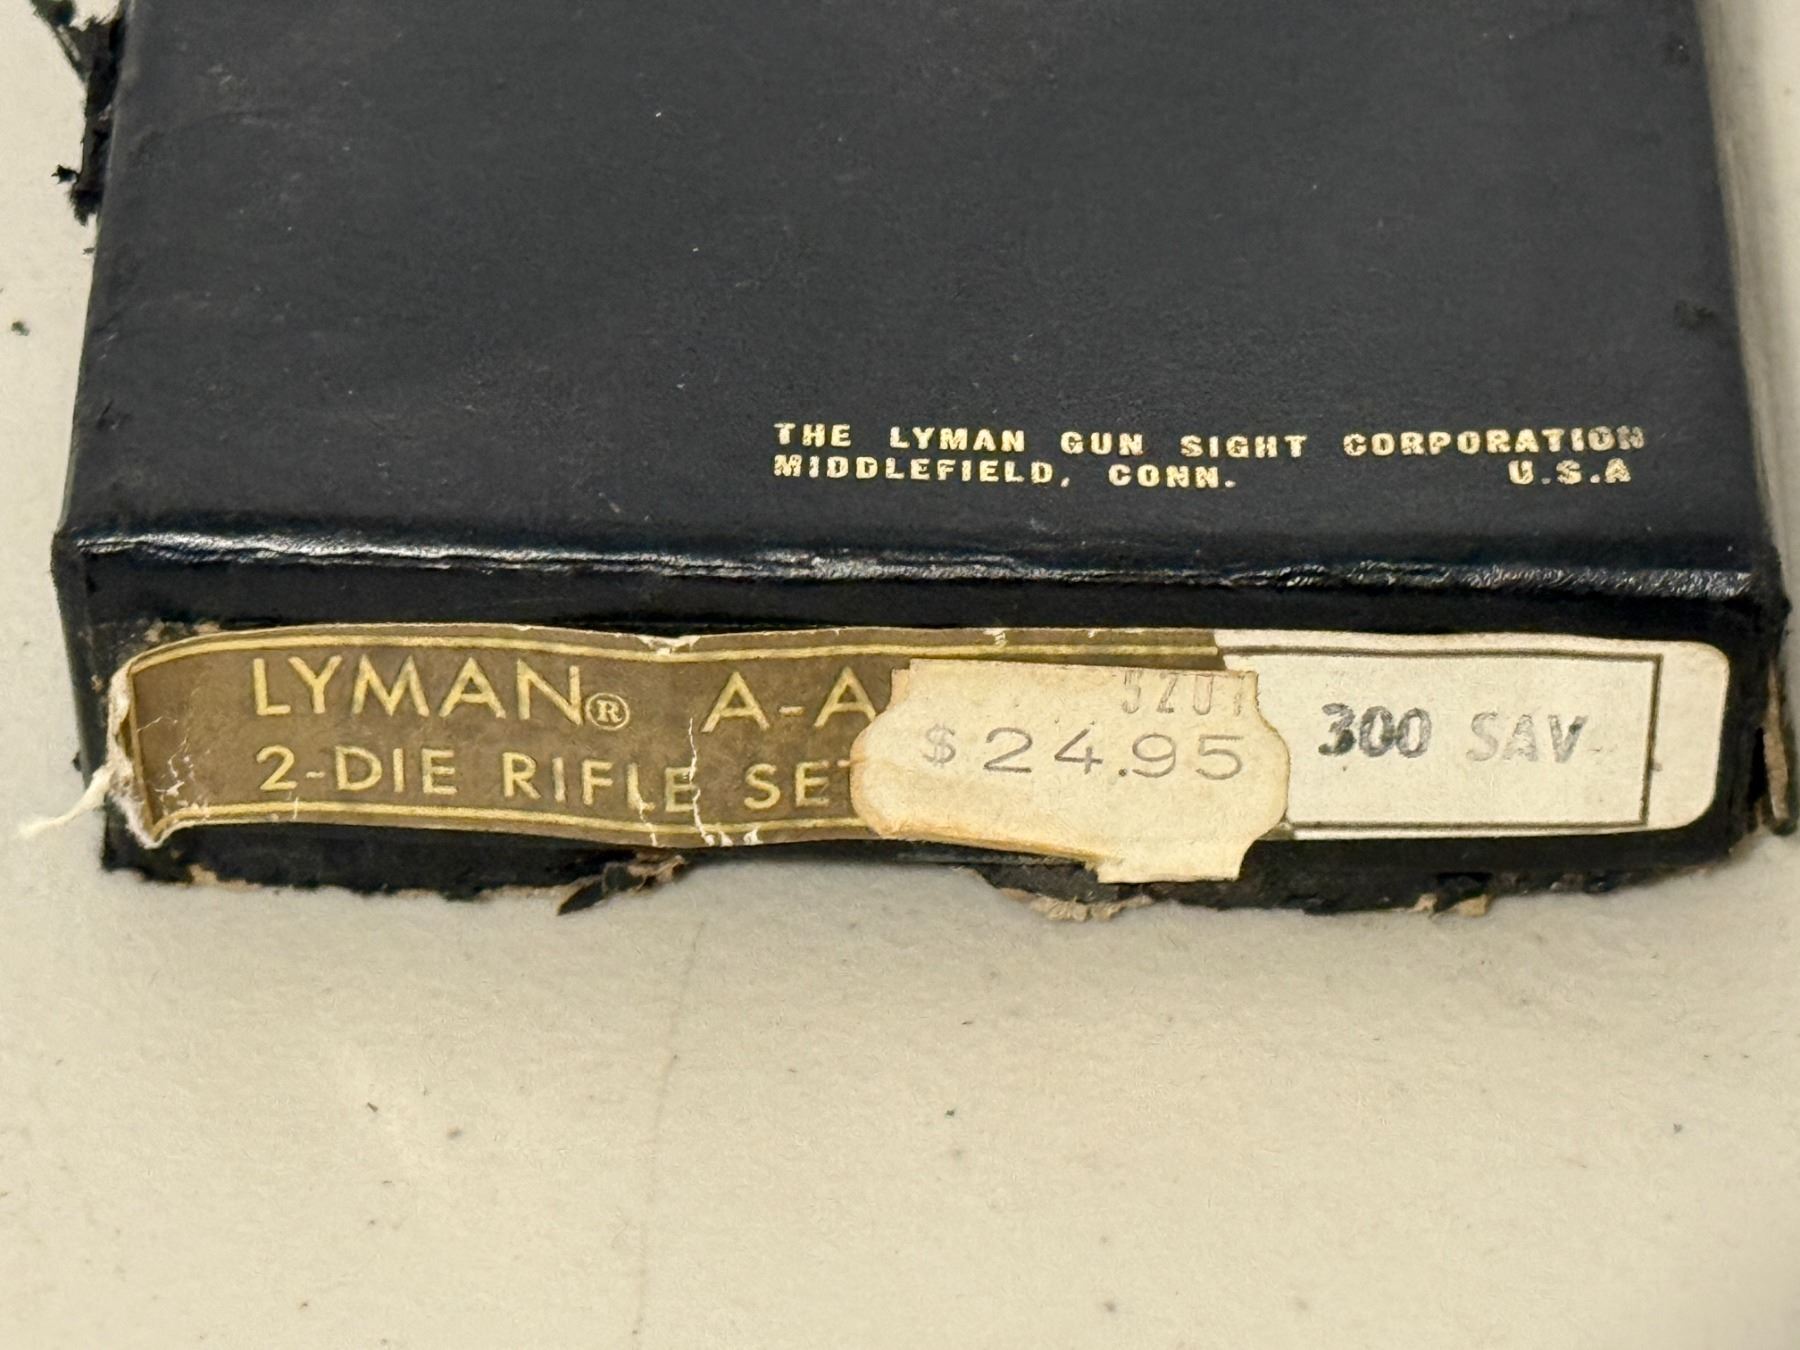 THE LYMAN GUN SIGHT CORPORATION
MIDDLEFIELD, CONN. U.S.A
LYMAN® A-A
2-DIE RIFLE SET
$24.95
300 SAV